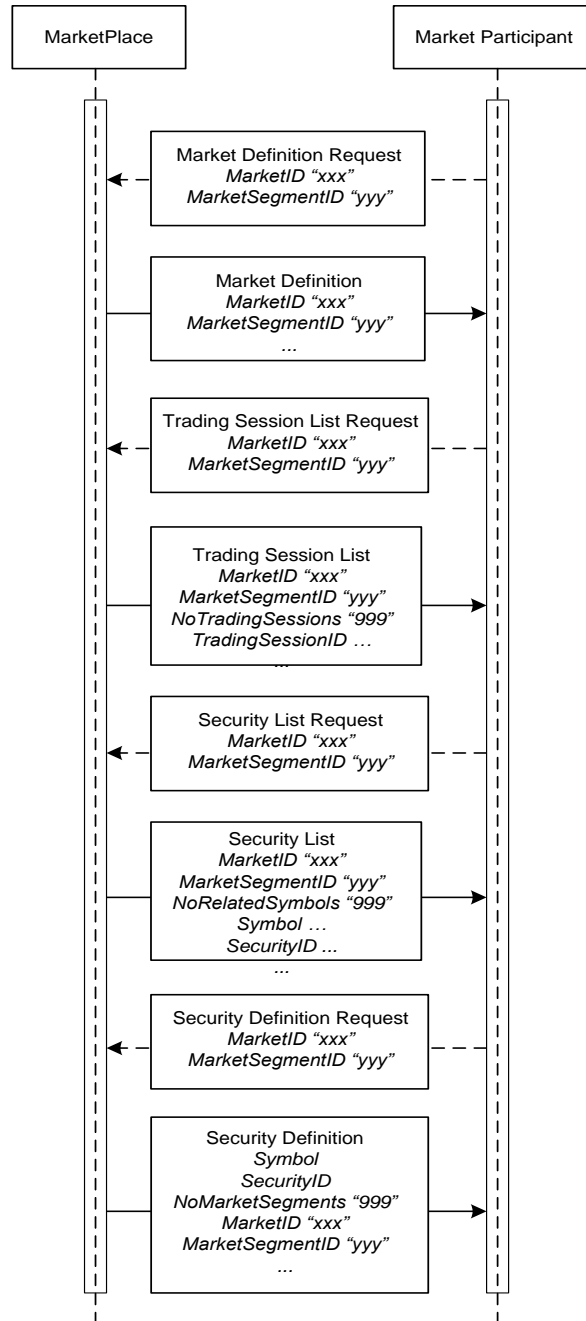 MarketPlace
Market Participant
Market Definition Request
MarketID “xxx”
MarketSegmentID “yyy”
Market Definition
MarketID “xxx”
MarketSegmentID “yyy”
...
Trading Session List Request
MarketID “xxx”
MarketSegmentID “yyy”
Trading Session List
MarketID “xxx”
MarketSegmentID “yyy”
NoTradingSessions “999”
TradingSessionID …
...
Security List Request
MarketID “xxx”
MarketSegmentID “yyy”
Security List
MarketID “xxx”
MarketSegmentID “yyy”
NoRelatedSymbols “999”
Symbol …
SecurityID ...
...
Security Definition Request
MarketID “xxx”
MarketSegmentID “yyy”
Security Definition
Symbol
SecurityID
NoMarketSegments “999”
MarketID “xxx”
MarketSegmentID “yyy”
...